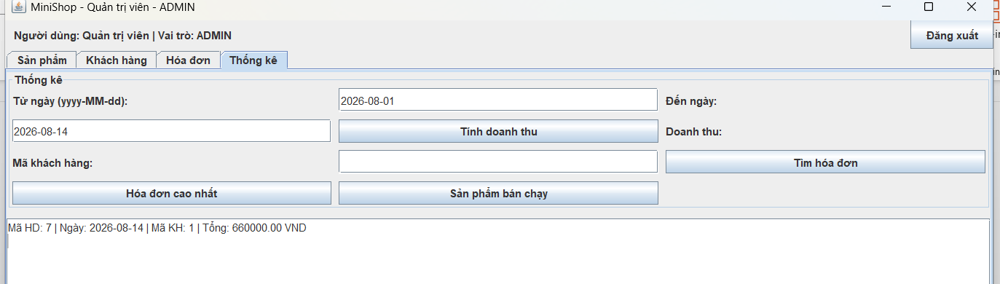 MiniShop - Quản trị viên - ADMIN
Người dùng: Quản trị viên | Vai trò: ADMIN
Đăng xuất
Sản phẩm Khách hàng Hóa đơn Thống kê
Thống kê
Từ ngày (yyyy-MM-dd): 2026-08-01 Đến ngày:
2026-08-14 Tính doanh thu Doanh thu:
Mã khách hàng: Tìm hóa đơn
Hóa đơn cao nhất Sản phẩm bán chạy
Mã HD: 7 | Ngày: 2026-08-14 | Mã KH: 1 | Tổng: 660000.00 VND